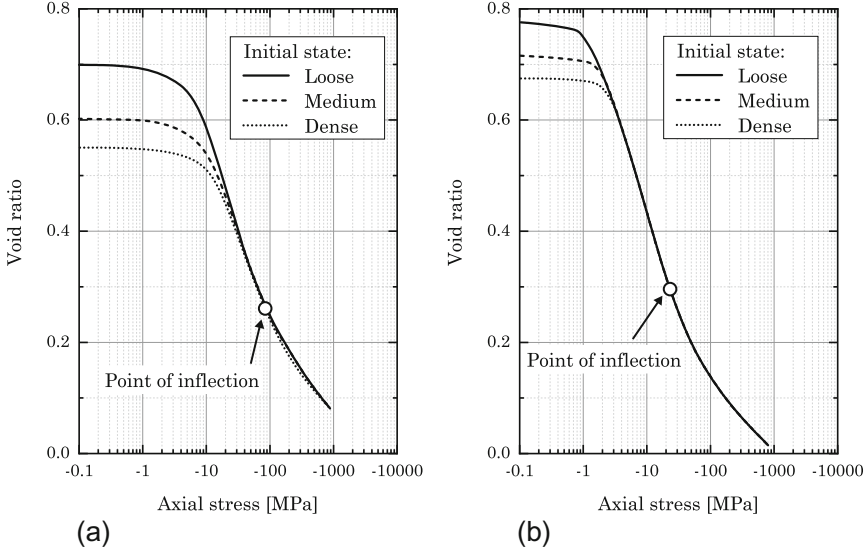 0.8
0.6
0.4
0.2
0.0
Void ratio
Initial state:
Loose
Medium
Dense
Point of inflection
-0.1 -1 -10 -100 -1000 -10000
Axial stress [MPa]
(a)
0.8
0.6
0.4
0.2
0.0
Void ratio
Initial state:
Loose
Medium
Dense
Point of inflection
-0.1 -1 -10 -100 -1000 -10000
Axial stress [MPa]
(b)